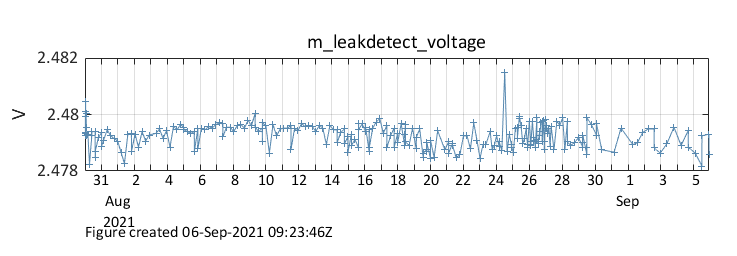 m_leakdetect_voltage
2.482
2.48
2.478
V
31 2 4 6 8 10 12 14 16 18 20 22 24 26 28 30 1 3 5
Aug Sep
2021
Figure created 06-Sep-2021 09:23:46Z